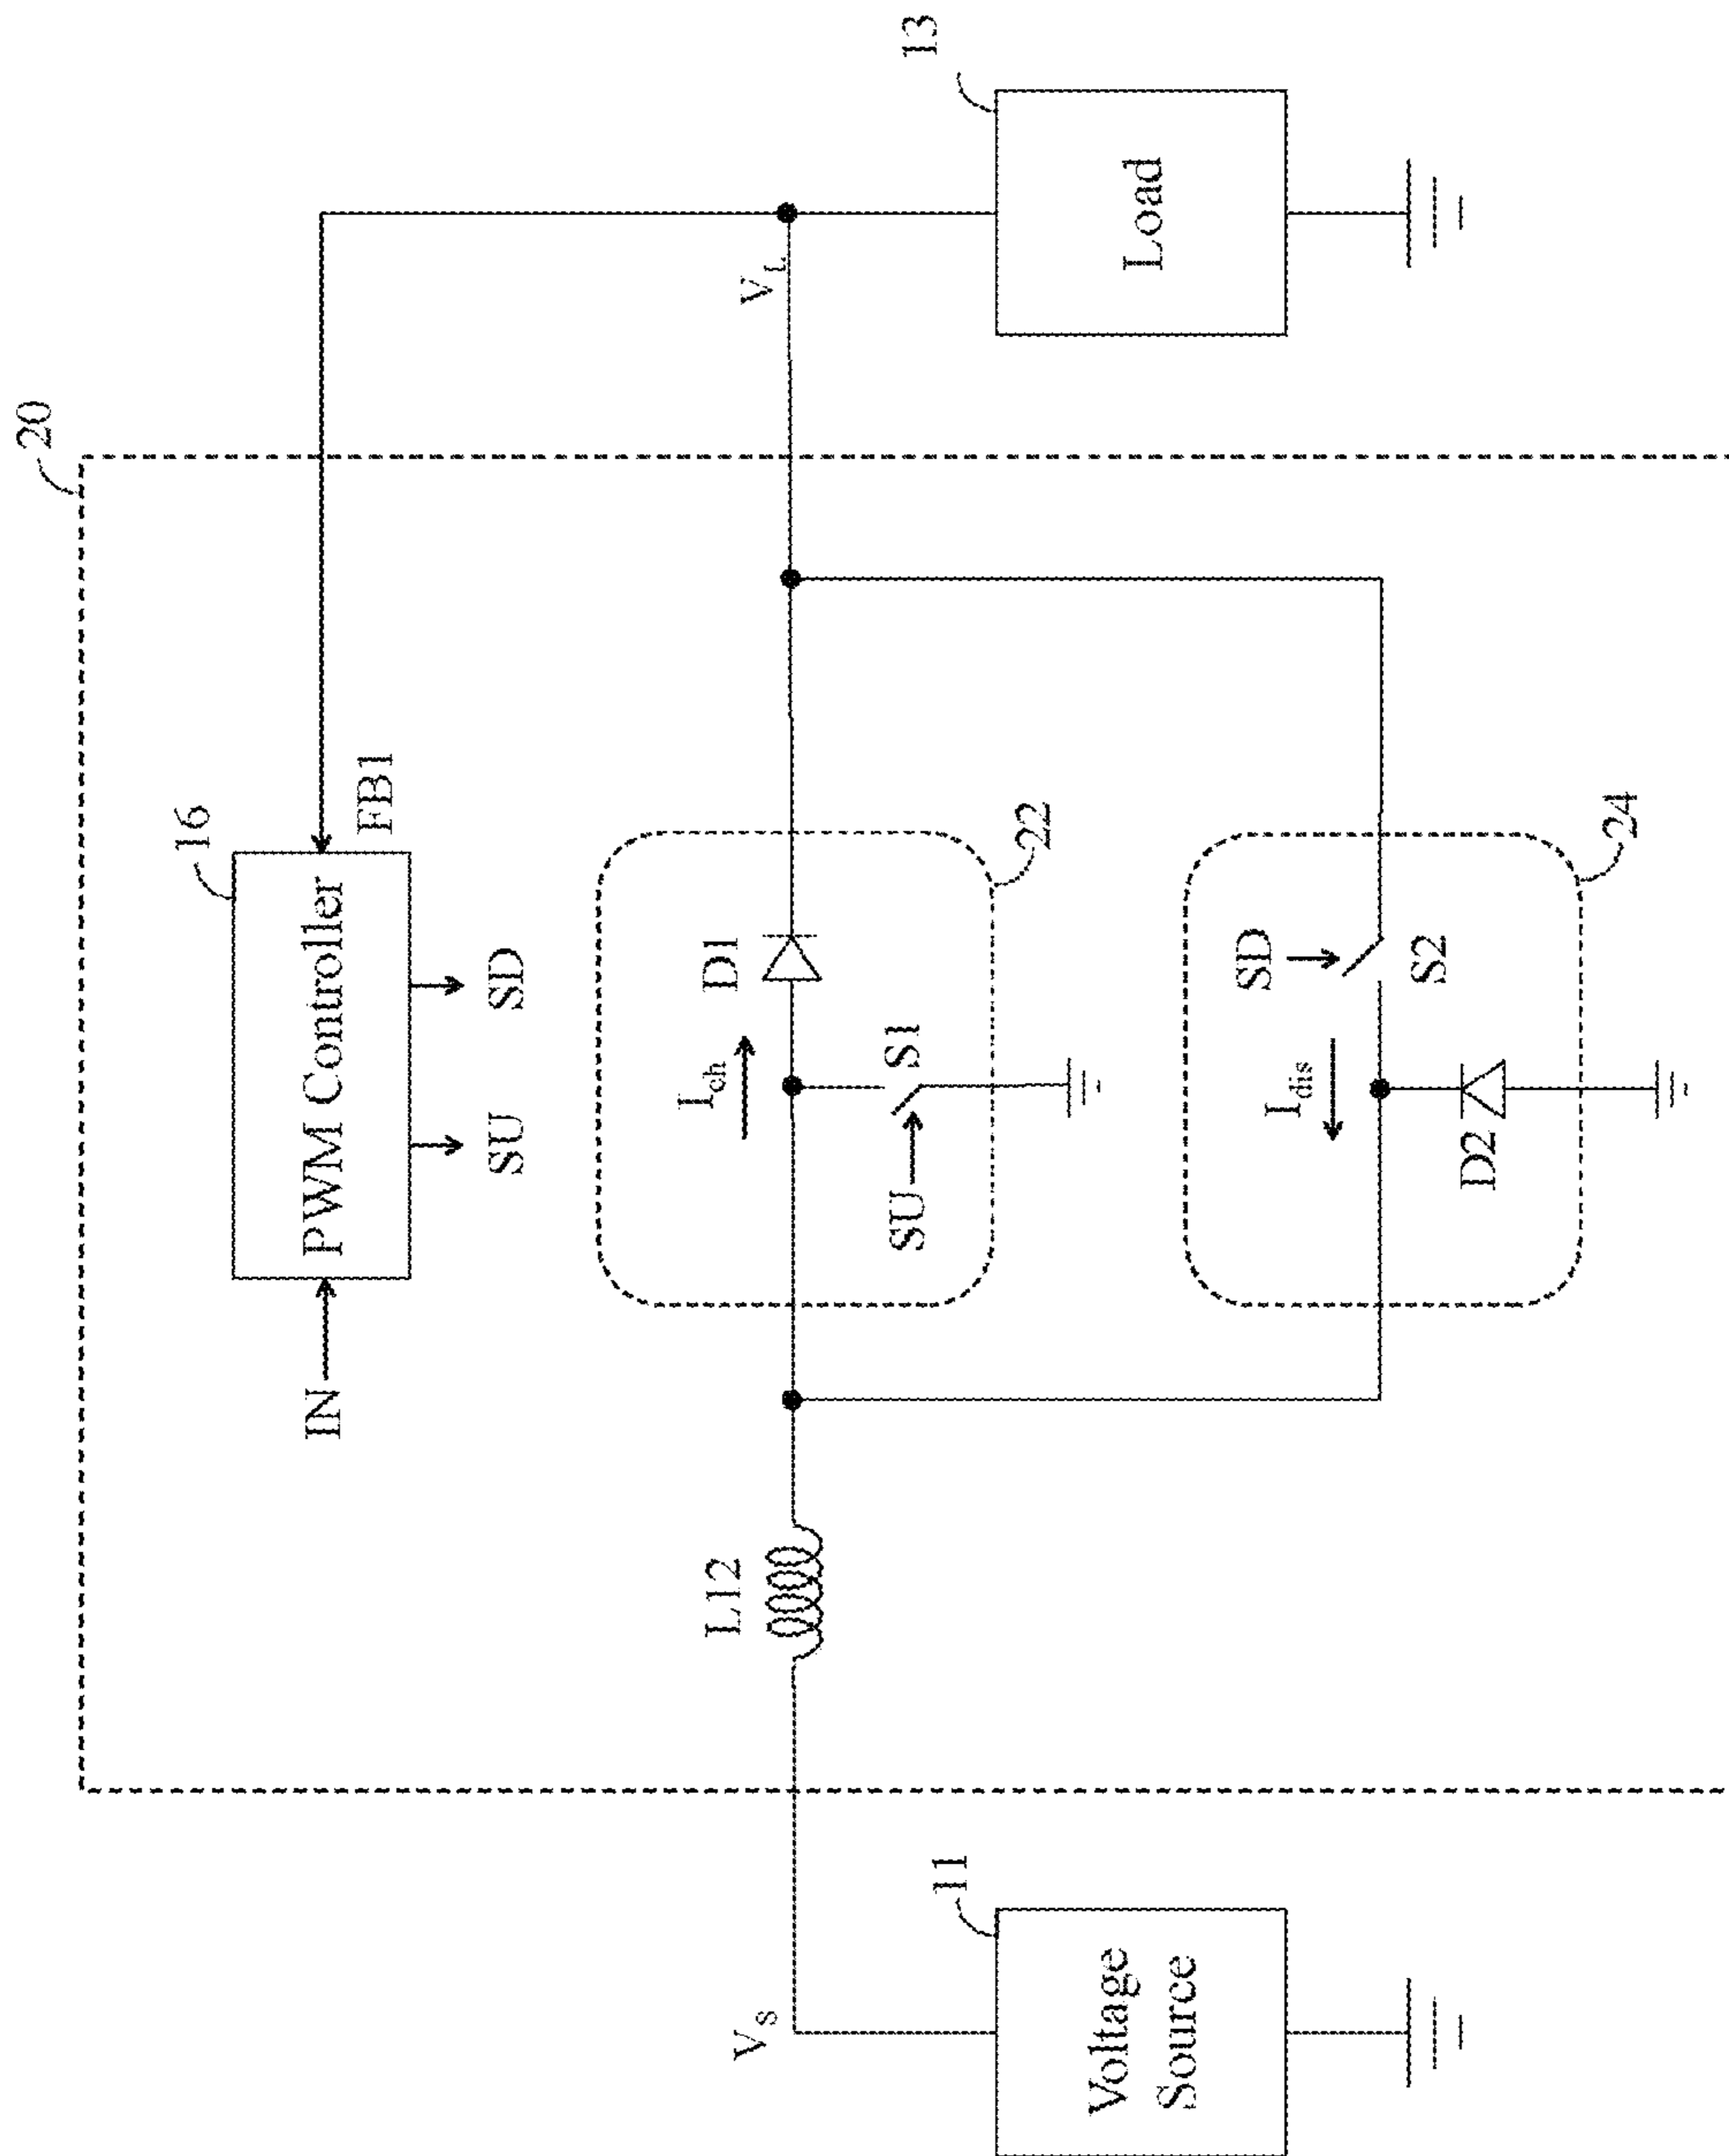 20
16
IN
PWM Controller
FB1
SU
SD
L12
I_ch
D1
SU
S1
22
V_S
V_L
11
Voltage
Source
13
Load
I_dis
SD
S2
D2
24